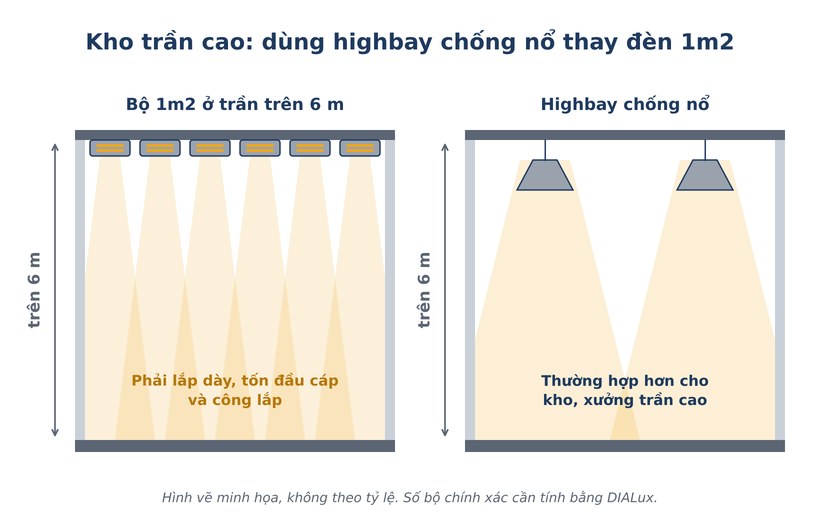 Kho trần cao: dùng highbay chống nổ thay đèn 1m2
Bộ 1m2 ở trần trên 6 m
Highbay chống nổ
trên 6 m
trên 6 m
Phải lắp dày, tốn đầu cáp
và công lắp
Thường hợp hơn cho
kho, xưởng trần cao
Hình vẽ minh họa, không theo tỷ lệ. Số bộ chính xác cần tính bằng DIALux.